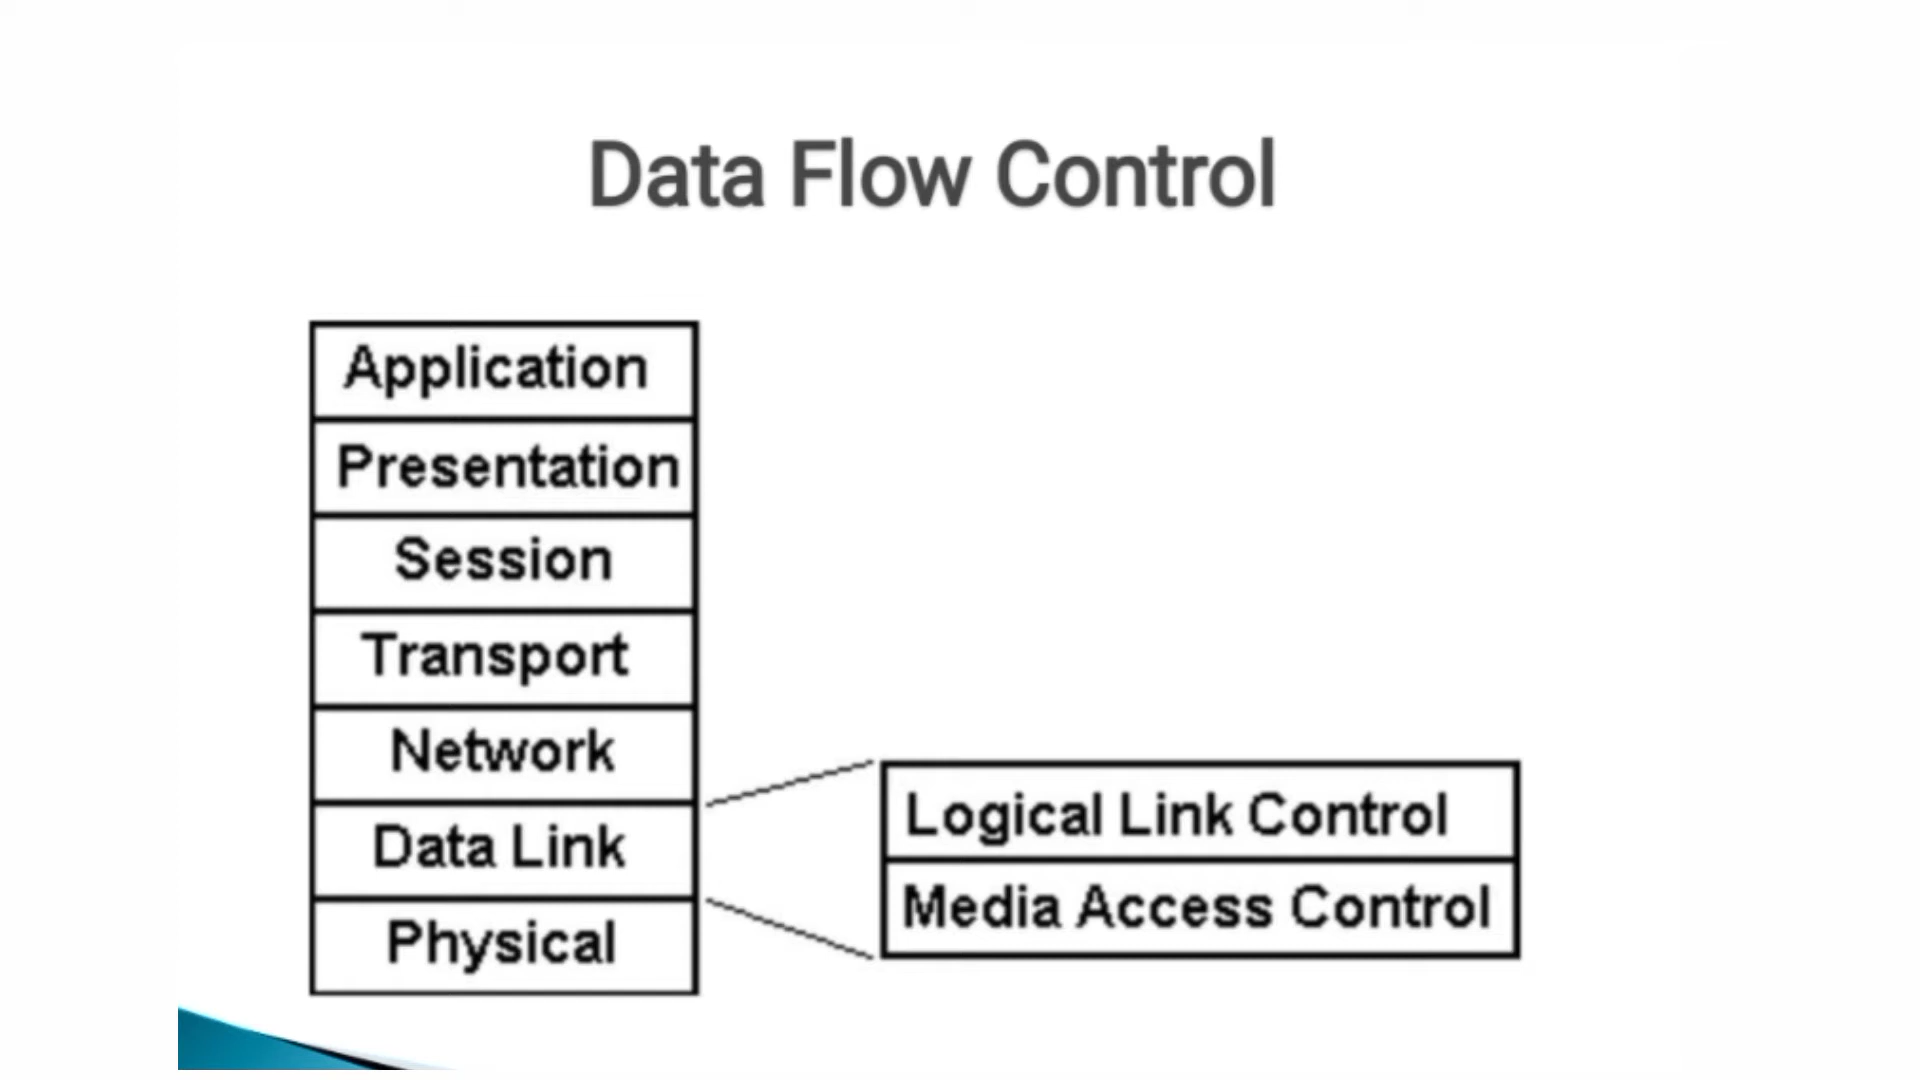 Data Flow Control
Application
Presentation
Session
Transport
Network
Data Link
Physical
Logical Link Control
Media Access Control